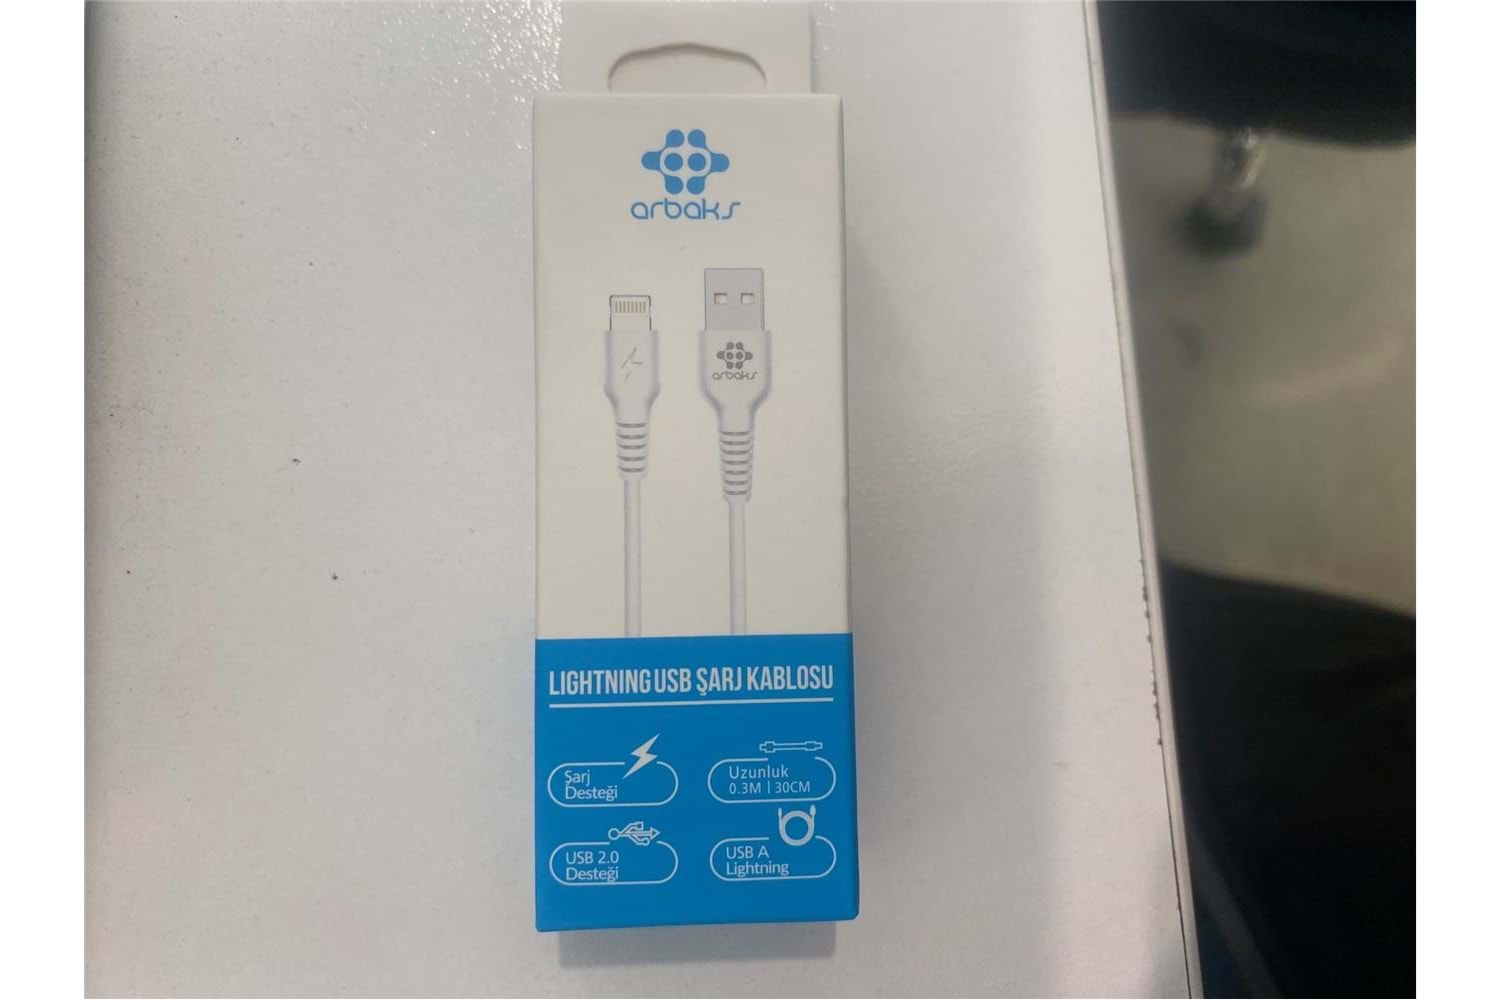 arbaks
arbaks
LIGHTNING USB ŞARJ KABLOSU
Şarj
Desteği
Uzunluk
0.3M | 30CM
USB 2.0
Desteği
USB A
Lightning